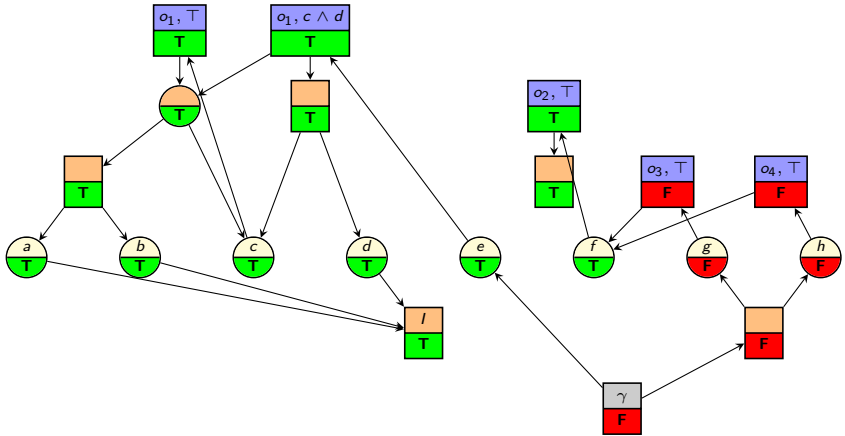 o₁, ⊤
o₁, c ∧ d
T
T
T
T
o₂, ⊤
T
T
T
o₃, ⊤
F
o₄, ⊤
F
a
T
b
T
c
T
d
T
e
T
f
T
g
F
h
F
I
T
F
γ
F